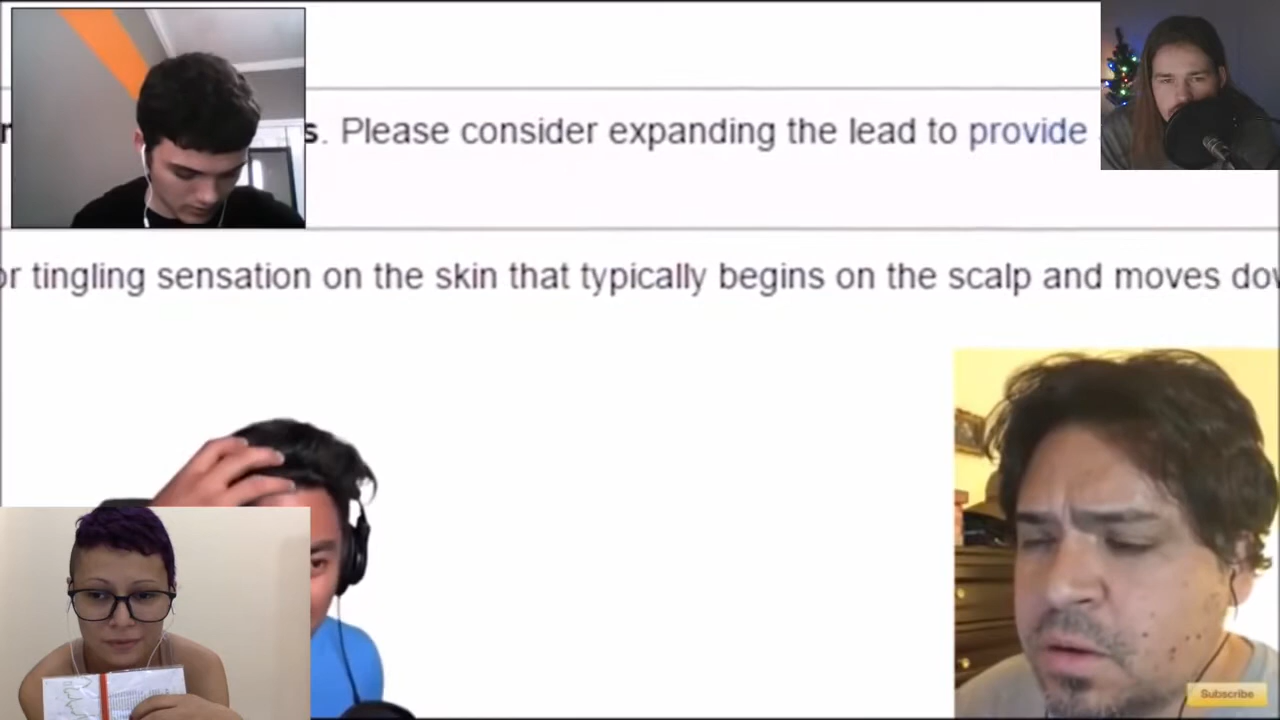 s. Please consider expanding the lead to provide
or tingling sensation on the skin that typically begins on the scalp and moves dow
Subscribe